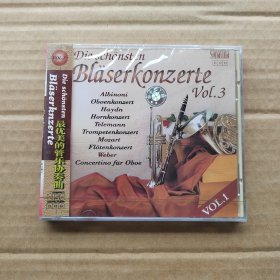 Die schönsten
Bläserkonzerte
Vol.3
Albinoni
Oboenkonzert
Haydn
Hornkonzert
Telemann
Trompetenkonzert
Mozart
Flötenkonzert
Weber
Concertino für Oboe
VOL.1
Die schönsten
Bläserkonzerte
最优美的管乐协奏曲